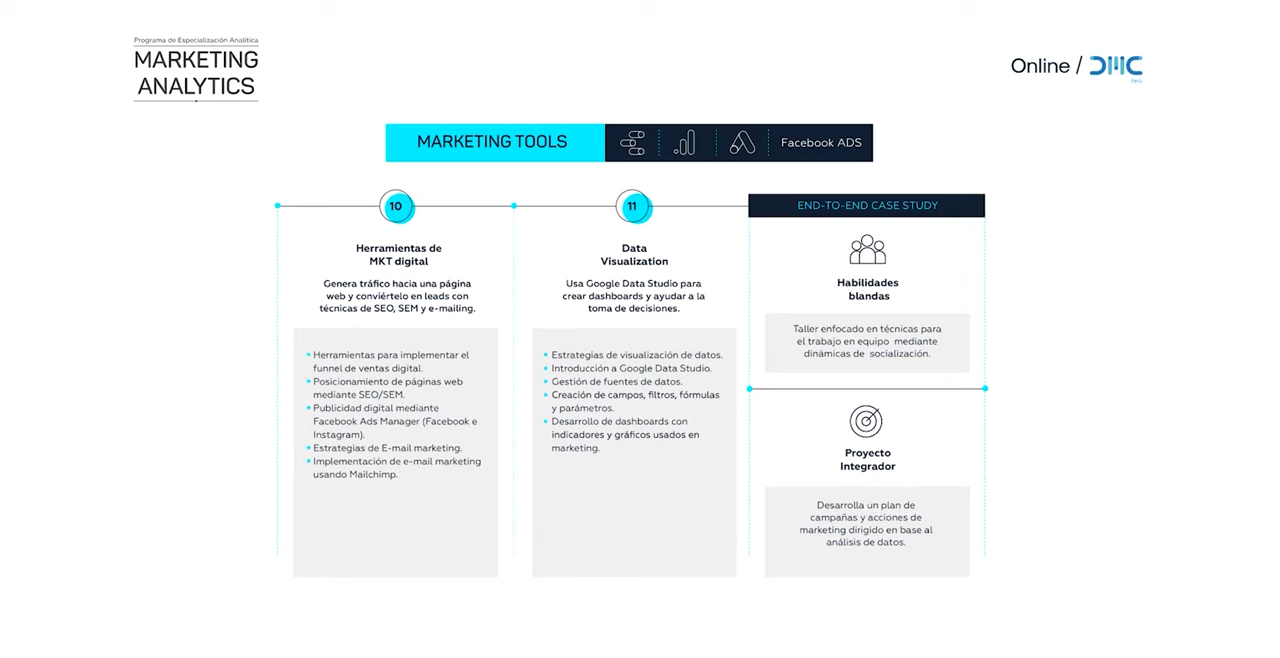 Programa de Especialización Analítica
MARKETING
ANALYTICS
Online / DMC
Perú
MARKETING TOOLS
Facebook ADS
10
Herramientas de
MKT digital
Genera tráfico hacia una página
web y conviértelo en leads con
técnicas de SEO, SEM y e-mailing.
• Herramientas para implementar el
funnel de ventas digital.
• Posicionamiento de páginas web
mediante SEO/SEM.
• Publicidad digital mediante
Facebook Ads Manager (Facebook e
Instagram).
• Estrategias de E-mail marketing.
• Implementación de e-mail marketing
usando Mailchimp.
11
Data
Visualization
Usa Google Data Studio para
crear dashboards y ayudar a la
toma de decisiones.
• Estrategias de visualización de datos.
• Introducción a Google Data Studio.
• Gestión de fuentes de datos.
• Creación de campos, filtros, fórmulas
y parámetros.
• Desarrollo de dashboards con
indicadores y gráficos usados en
marketing.
END-TO-END CASE STUDY
Habilidades
blandas
Taller enfocado en técnicas para
el trabajo en equipo mediante
dinámicas de socialización.
Proyecto
Integrador
Desarrolla un plan de
campañas y acciones de
marketing dirigido en base al
análisis de datos.